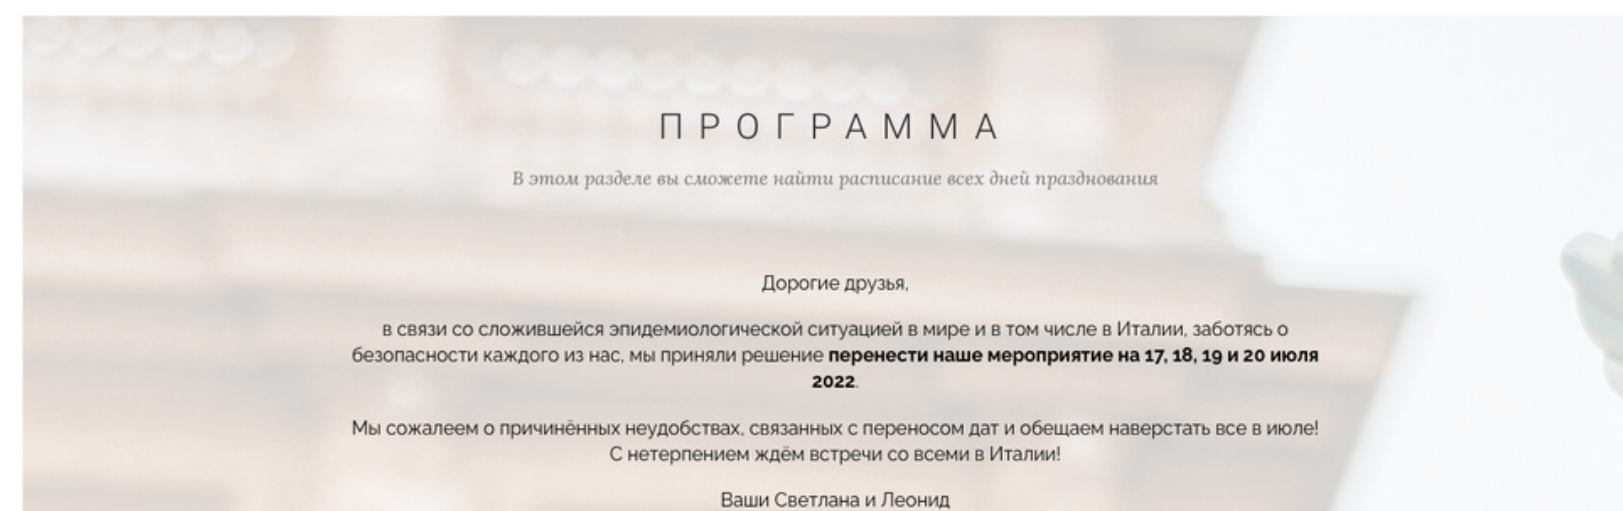 ПРОГРАММА
В этом разделе вы сможете найти расписание всех дней празднования
Дорогие друзья,
в связи со сложившейся эпидемиологической ситуацией в мире и в том числе в Италии, заботясь о
безопасности каждого из нас, мы приняли решение перенести наше мероприятие на 17, 18, 19 и 20 июля
2022.
Мы сожалеем о причинённых неудобствах, связанных с переносом дат и обещаем наверстать все в июле!
С нетерпением ждём встречи со всеми в Италии!
Ваши Светлана и Леонид